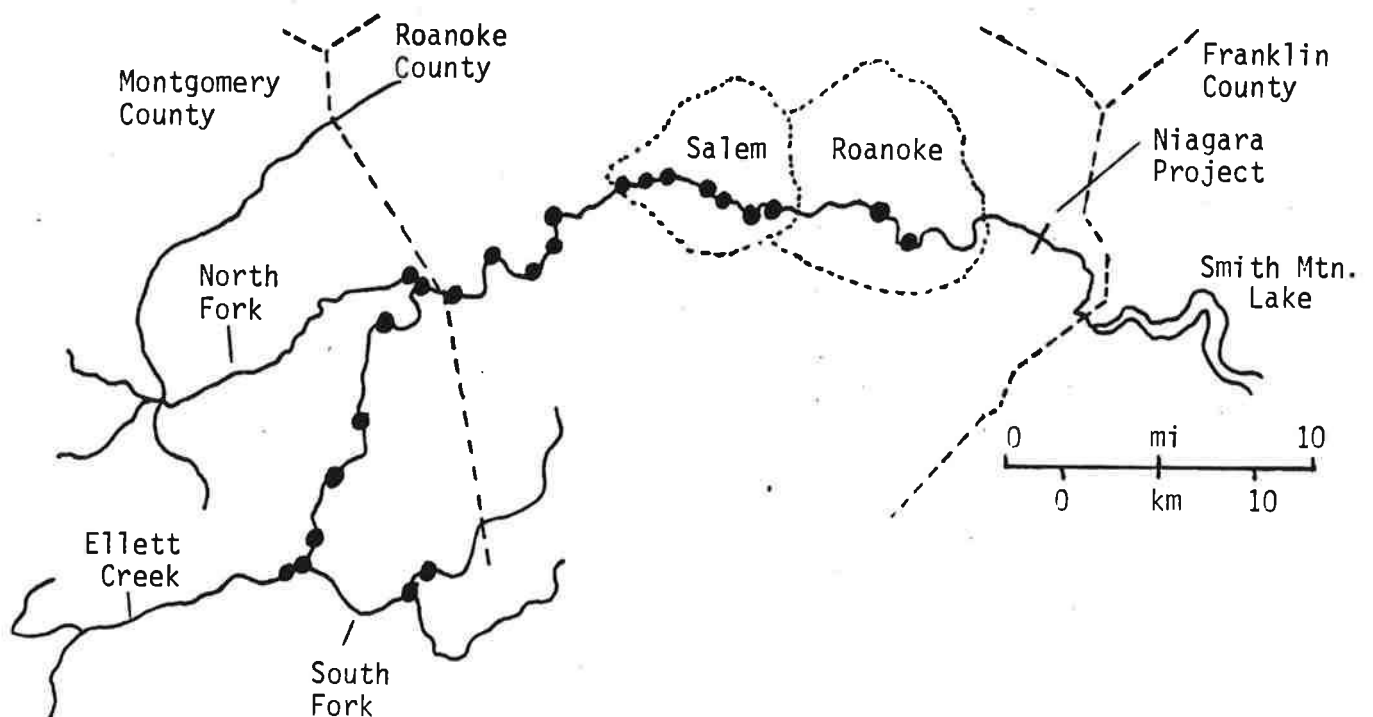 Roanoke
County
Montgomery
County
Franklin
County
Niagara
Project
Salem
Roanoke
North
Fork
Smith Mtn.
Lake
0 mi 10
0 km 10
Ellett
Creek
South
Fork